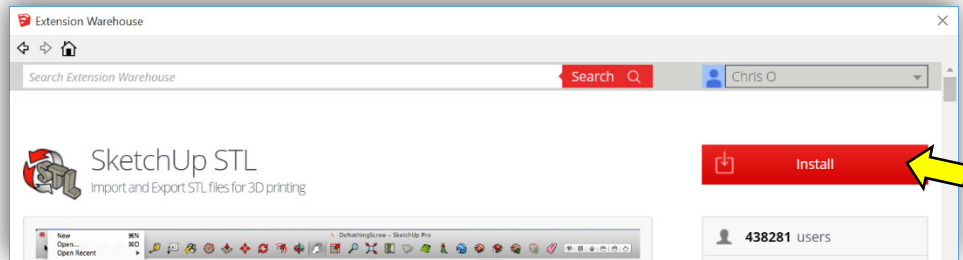 Extension Warehouse
Search Extension Warehouse
Search
Chris O
SketchUp STL
Import and Export STL files for 3D printing
Install
STL
DoNothingScrew - SketchUp Pro
New ⌘N
Open... ⌘O
Open Recent
438281 users